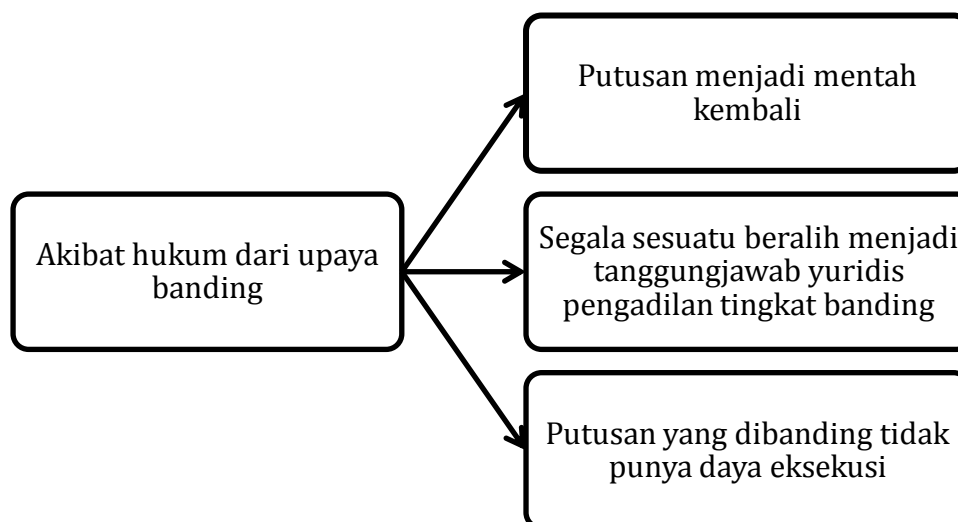 Akibat hukum dari upaya
banding
Putusan menjadi mentah
kembali
Segala sesuatu beralih menjadi
tanggungjawab yuridis
pengadilan tingkat banding
Putusan yang dibanding tidak
punya daya eksekusi